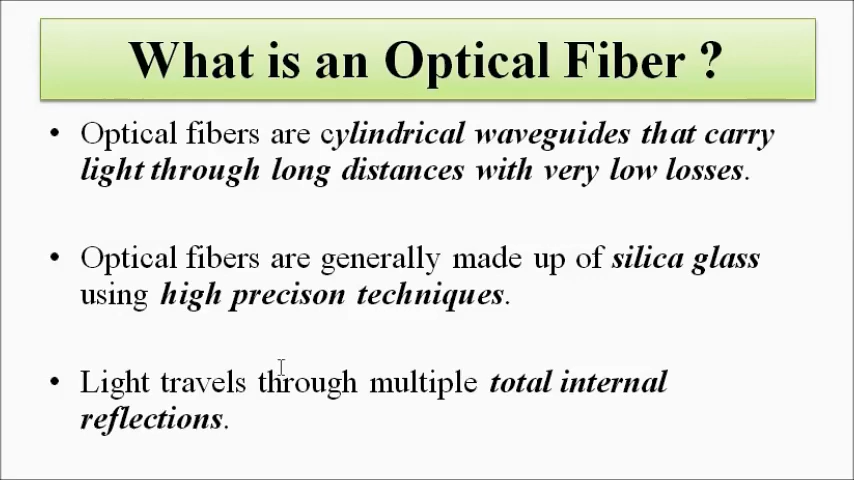 What is an Optical Fiber ?
• Optical fibers are cylindrical waveguides that carry
light through long distances with very low losses.
• Optical fibers are generally made up of silica glass
using high precison techniques.
• Light travels through multiple total internal
reflections.